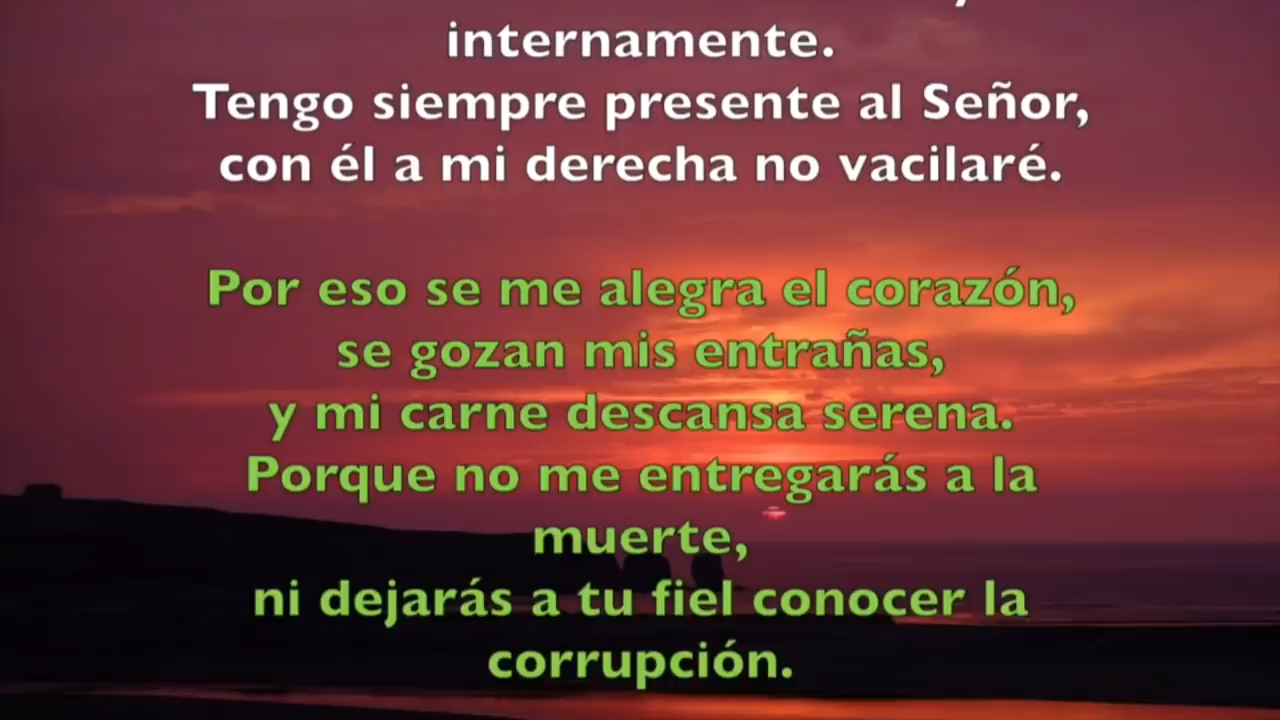 internamente.
Tengo siempre presente al Señor,
con él a mi derecha no vacilaré.
Por eso se me alegra el corazón,
se gozan mis entrañas,
y mi carne descansa serena.
Porque no me entregarás a la
muerte,
ni dejarás a tu fiel conocer la
corrupción.